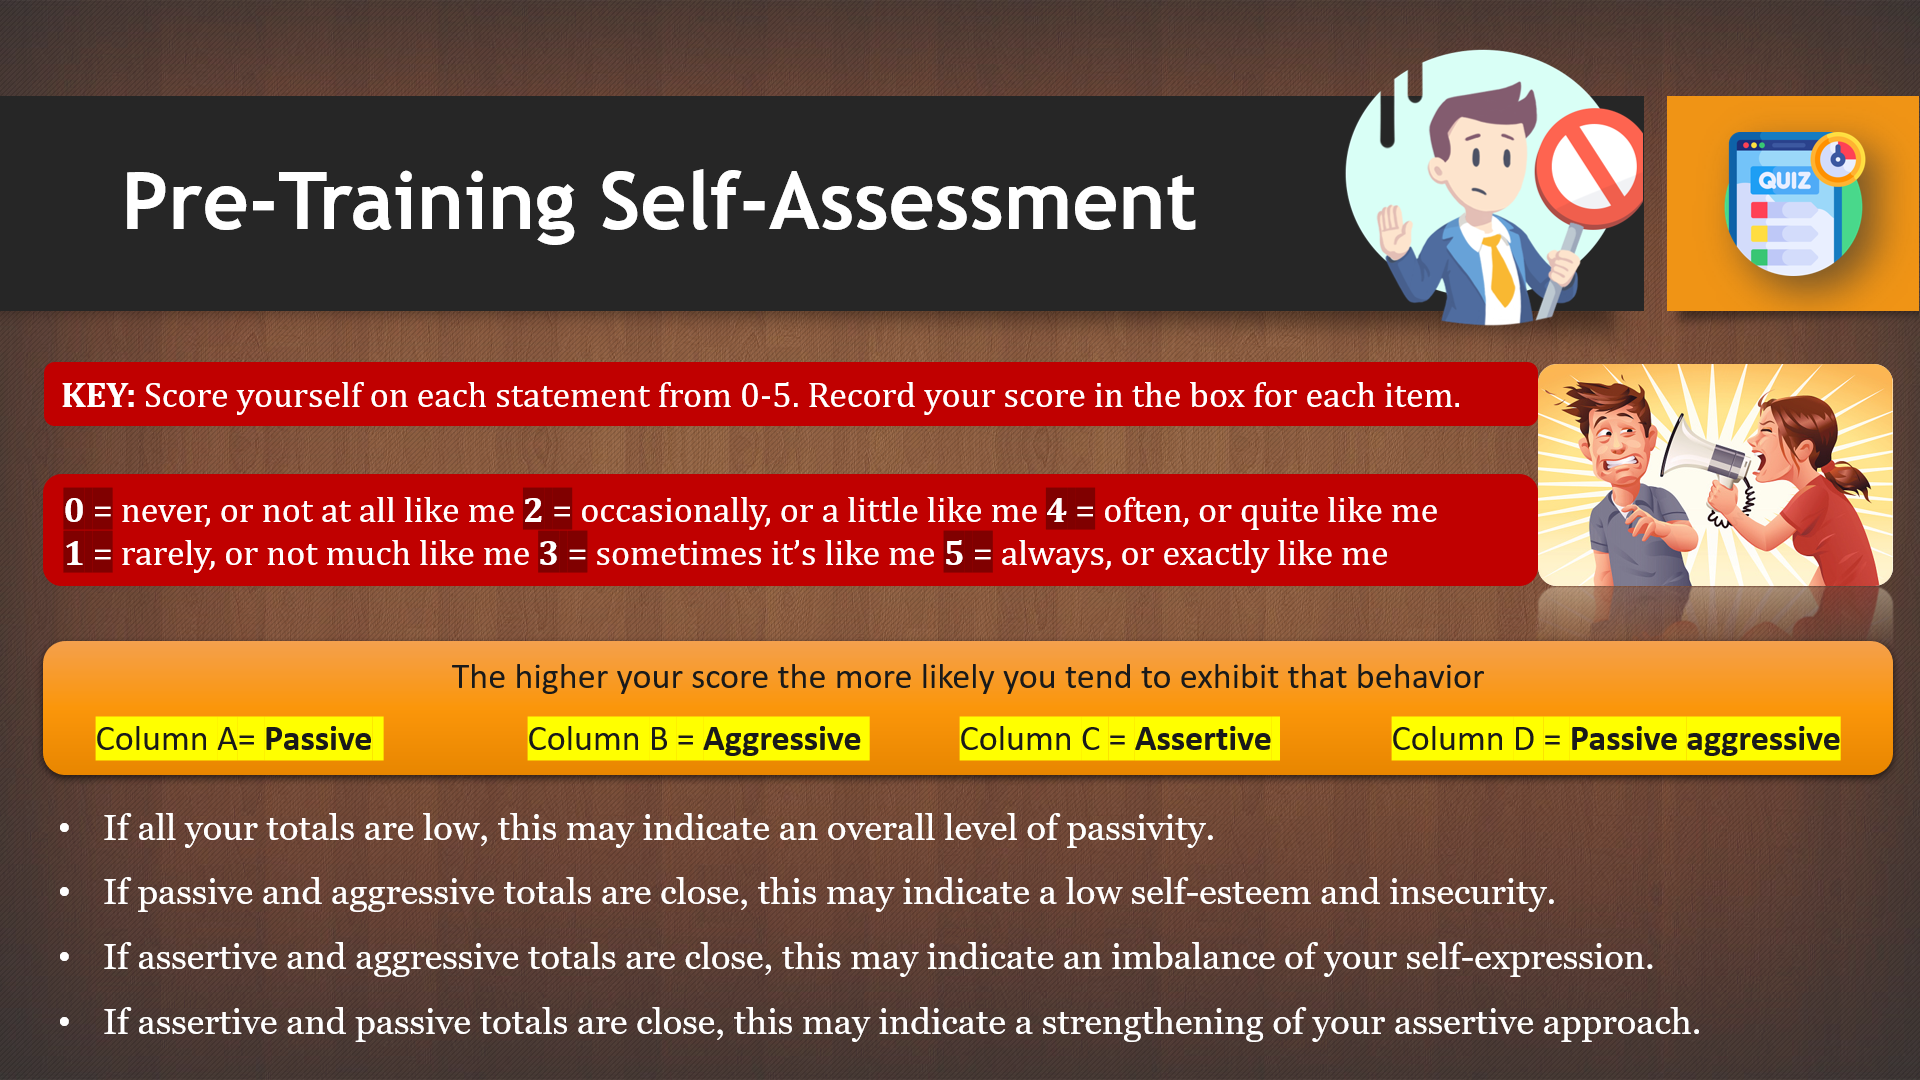 Pre-Training Self-Assessment
QUIZ
KEY: Score yourself on each statement from 0-5. Record your score in the box for each item.
0 = never, or not at all like me 2 = occasionally, or a little like me 4 = often, or quite like me
1 = rarely, or not much like me 3 = sometimes it’s like me 5 = always, or exactly like me
The higher your score the more likely you tend to exhibit that behavior
Column A= Passive Column B = Aggressive Column C = Assertive Column D = Passive aggressive
• If all your totals are low, this may indicate an overall level of passivity.
• If passive and aggressive totals are close, this may indicate a low self-esteem and insecurity.
• If assertive and aggressive totals are close, this may indicate an imbalance of your self-expression.
• If assertive and passive totals are close, this may indicate a strengthening of your assertive approach.